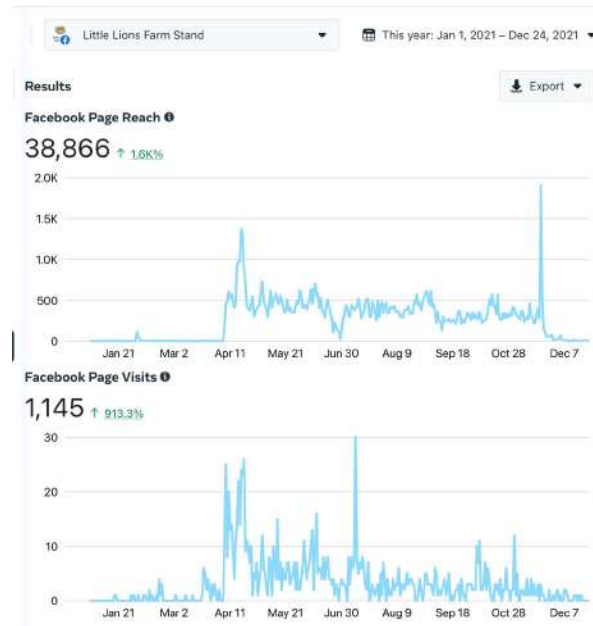 Little Lions Farm Stand
This year: Jan 1, 2021 – Dec 24, 2021
Results
Export
Facebook Page Reach
38,866 ↑ 1.6K%
2.0K
1.5K
1.0K
500
0
Jan 21 Mar 2 Apr 11 May 21 Jun 30 Aug 9 Sep 18 Oct 28 Dec 7
Facebook Page Visits
1,145 ↑ 913.3%
30
20
10
0
Jan 21 Mar 2 Apr 11 May 21 Jun 30 Aug 9 Sep 18 Oct 28 Dec 7